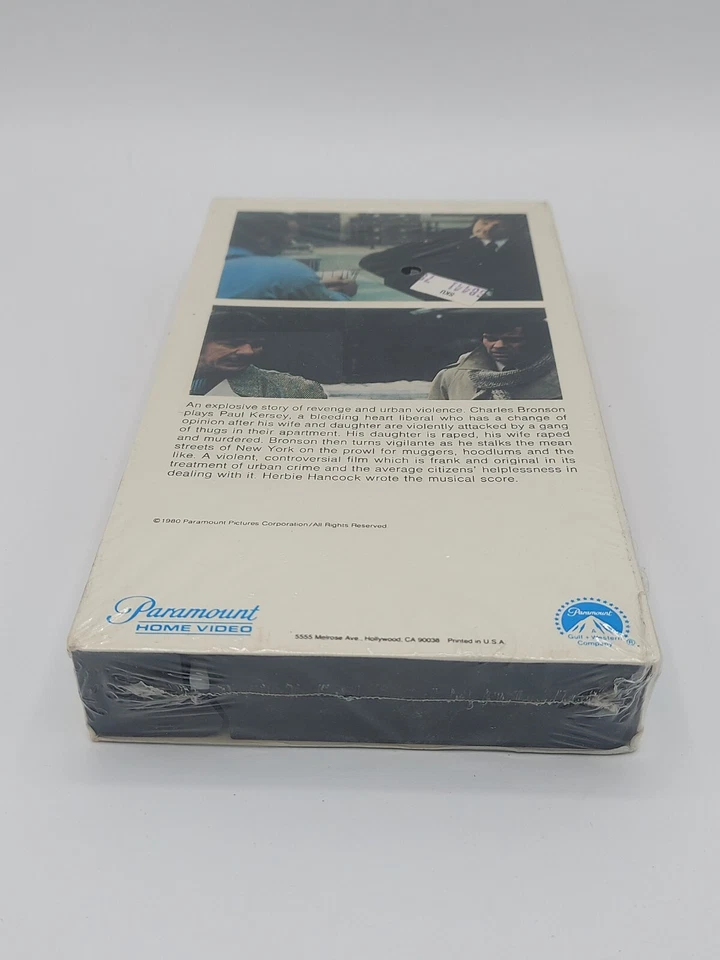 18441
An explosive story of revenge and urban violence. Charles Bronson
plays Paul Kersey, a bleeding heart liberal who has a change of
opinion after his wife and daughter are violently attacked by a gang
of thugs in their apartment. His daughter is raped, his wife raped
and murdered. Bronson then turns vigilante as he stalks the mean
streets of New York on the prowl for muggers, hoodlums and the
like. A violent, controversial film which is frank and original in its
treatment of urban crime and the average citizens' helplessness in
dealing with it. Herbie Hancock wrote the musical score.
©1980 Paramount Pictures Corporation/All Rights Reserved
Paramount
HOME VIDEO
5555 Melrose Ave., Hollywood, CA 90038 Printed in U.S.A.
Paramount
A
Gulf + Western
Company
®